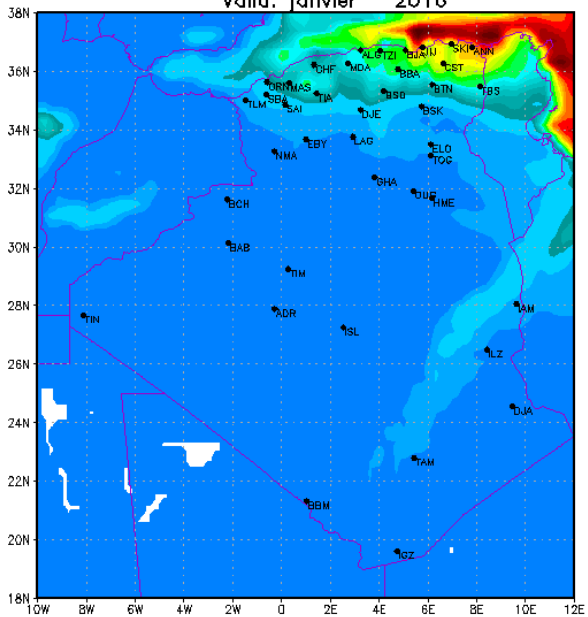 Valid: janvier 2016
38N
ALG TZI BJA JIJ SKI ANN
CHF MDA BBA CST
36N
ORN MAS BTN TBS
SBA TIA BSD
TLM SAI DJE BSK
34N
EBY LAG ELO
NMA TOG
GHA
32N
BCH OUR HME
30N
BAB
TIM
28N
TIN ADR ISL IAM
26N
ILZ
24N
DJA
TAM
22N
BBM
20N
IGZ
18N
10W 8W 6W 4W 2W 0 2E 4E 6E 8E 10E 12E